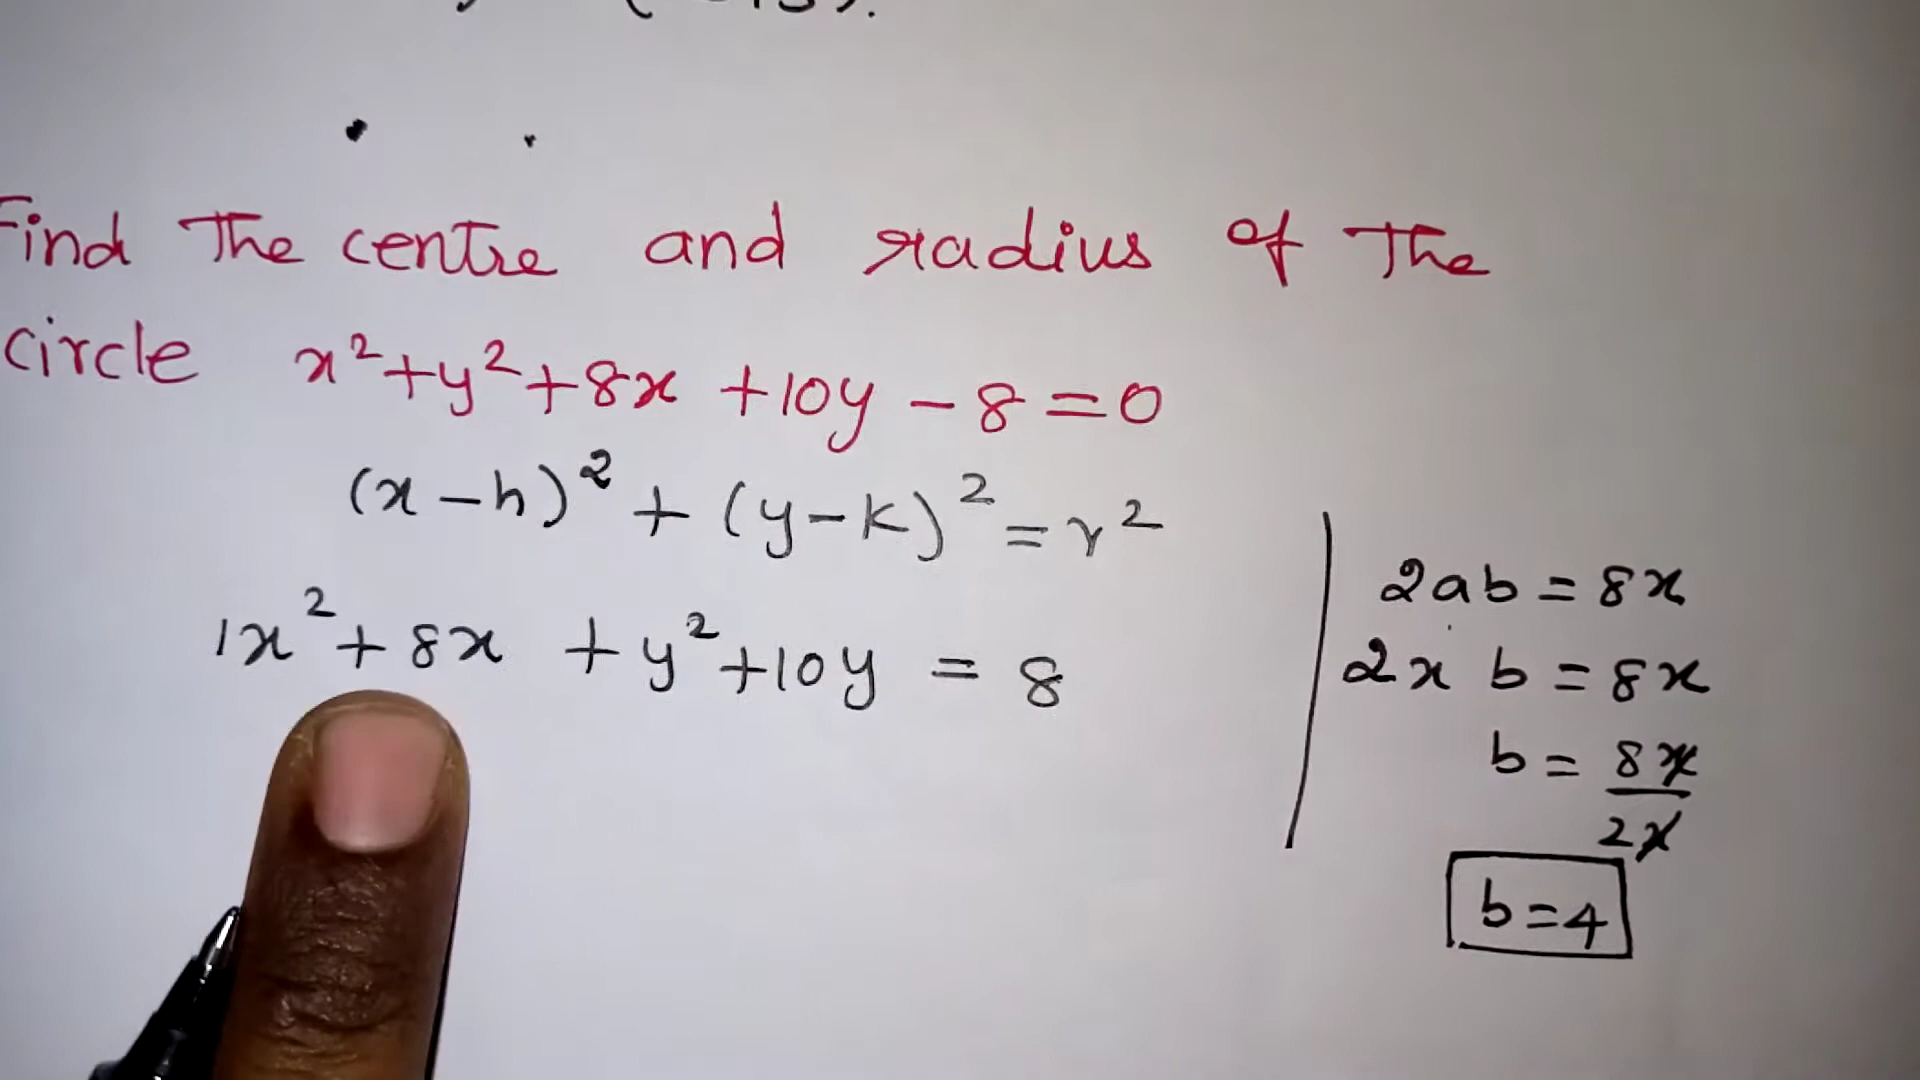 Find The centre and radius of The
circle x²+y²+8x +10y -8=0
(x-h)² + (y-k)² = r²
1x² + 8x + y² +10y = 8
2ab = 8x
2x b = 8x
b = 8x
2x
b=4